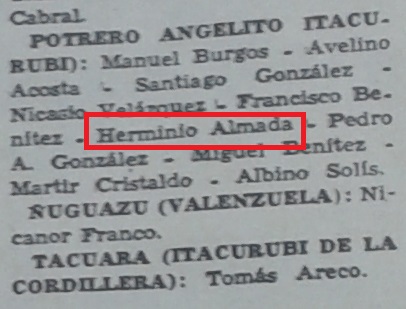 Cabral.
POTRERO ANGELITO ITACU-
RUBI): Manuel Burgos - Avelino
Acosta - Santiago González -
Nicasio Velázquez - Francisco Be-
nítez - Herminio Almada - Pedro
A. González - Miguel Benítez -
Martir Cristaldo - Albino Solís.
ÑUGUAZU (VALENZUELA): Ni-
canor Franco.
TACUARA (ITACURUBI DE LA
CORDILLERA): Tomás Areco.